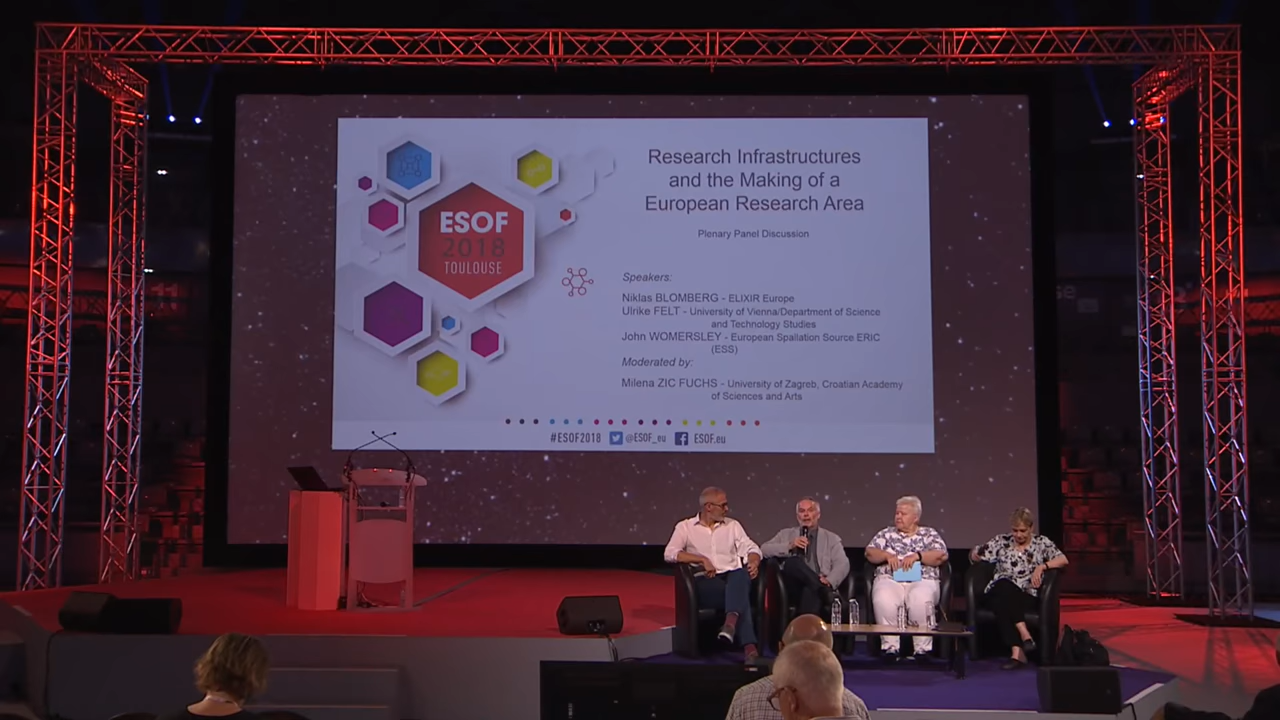 ESOF
2018
TOULOUSE
Research Infrastructures
and the Making of a
European Research Area
Plenary Panel Discussion
Speakers:
Niklas BLOMBERG - ELIXIR Europe
Ulrike FELT - University of Vienna/Department of Science
and Technology Studies
John WOMERSLEY - European Spallation Source ERIC
(ESS)
Moderated by:
Milena ZIC FUCHS - University of Zagreb, Croatian Academy
of Sciences and Arts
#ESOF2018 @ESOF_eu ESOF.eu